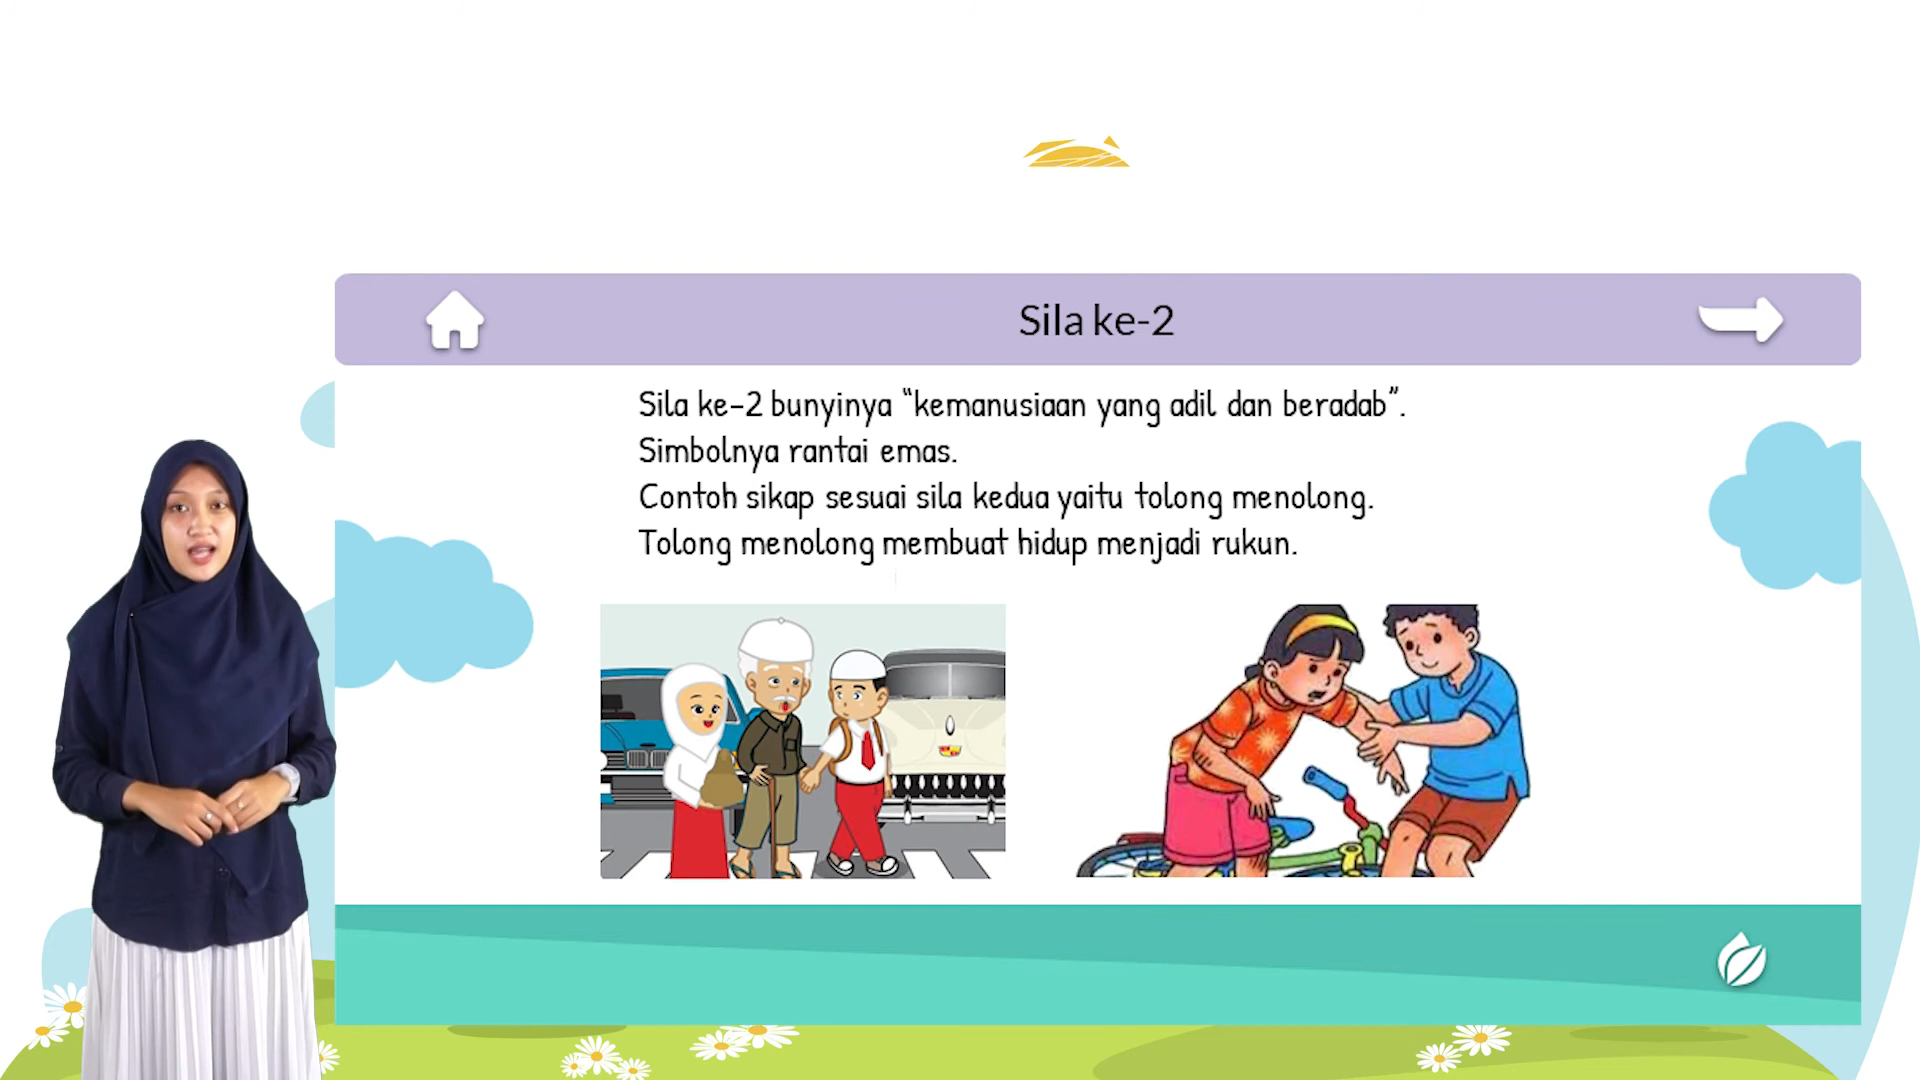 Sila ke-2
Sila ke-2 bunyinya “kemanusiaan yang adil dan beradab”.
Simbolnya rantai emas.
Contoh sikap sesuai sila kedua yaitu tolong menolong.
Tolong menolong membuat hidup menjadi rukun.